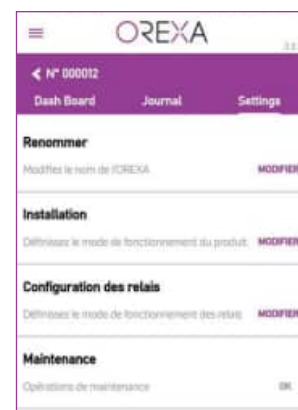 OREXA
N° 000012
Dash Board Journal Settings
Renommer
Modifiez le nom de l'OREXA MODIFIER
Installation
Définissez le mode de fonctionnement du produit MODIFIER
Configuration des relais
Définissez le mode de fonctionnement des relais MODIFIER
Maintenance
Opérations de maintenance OK